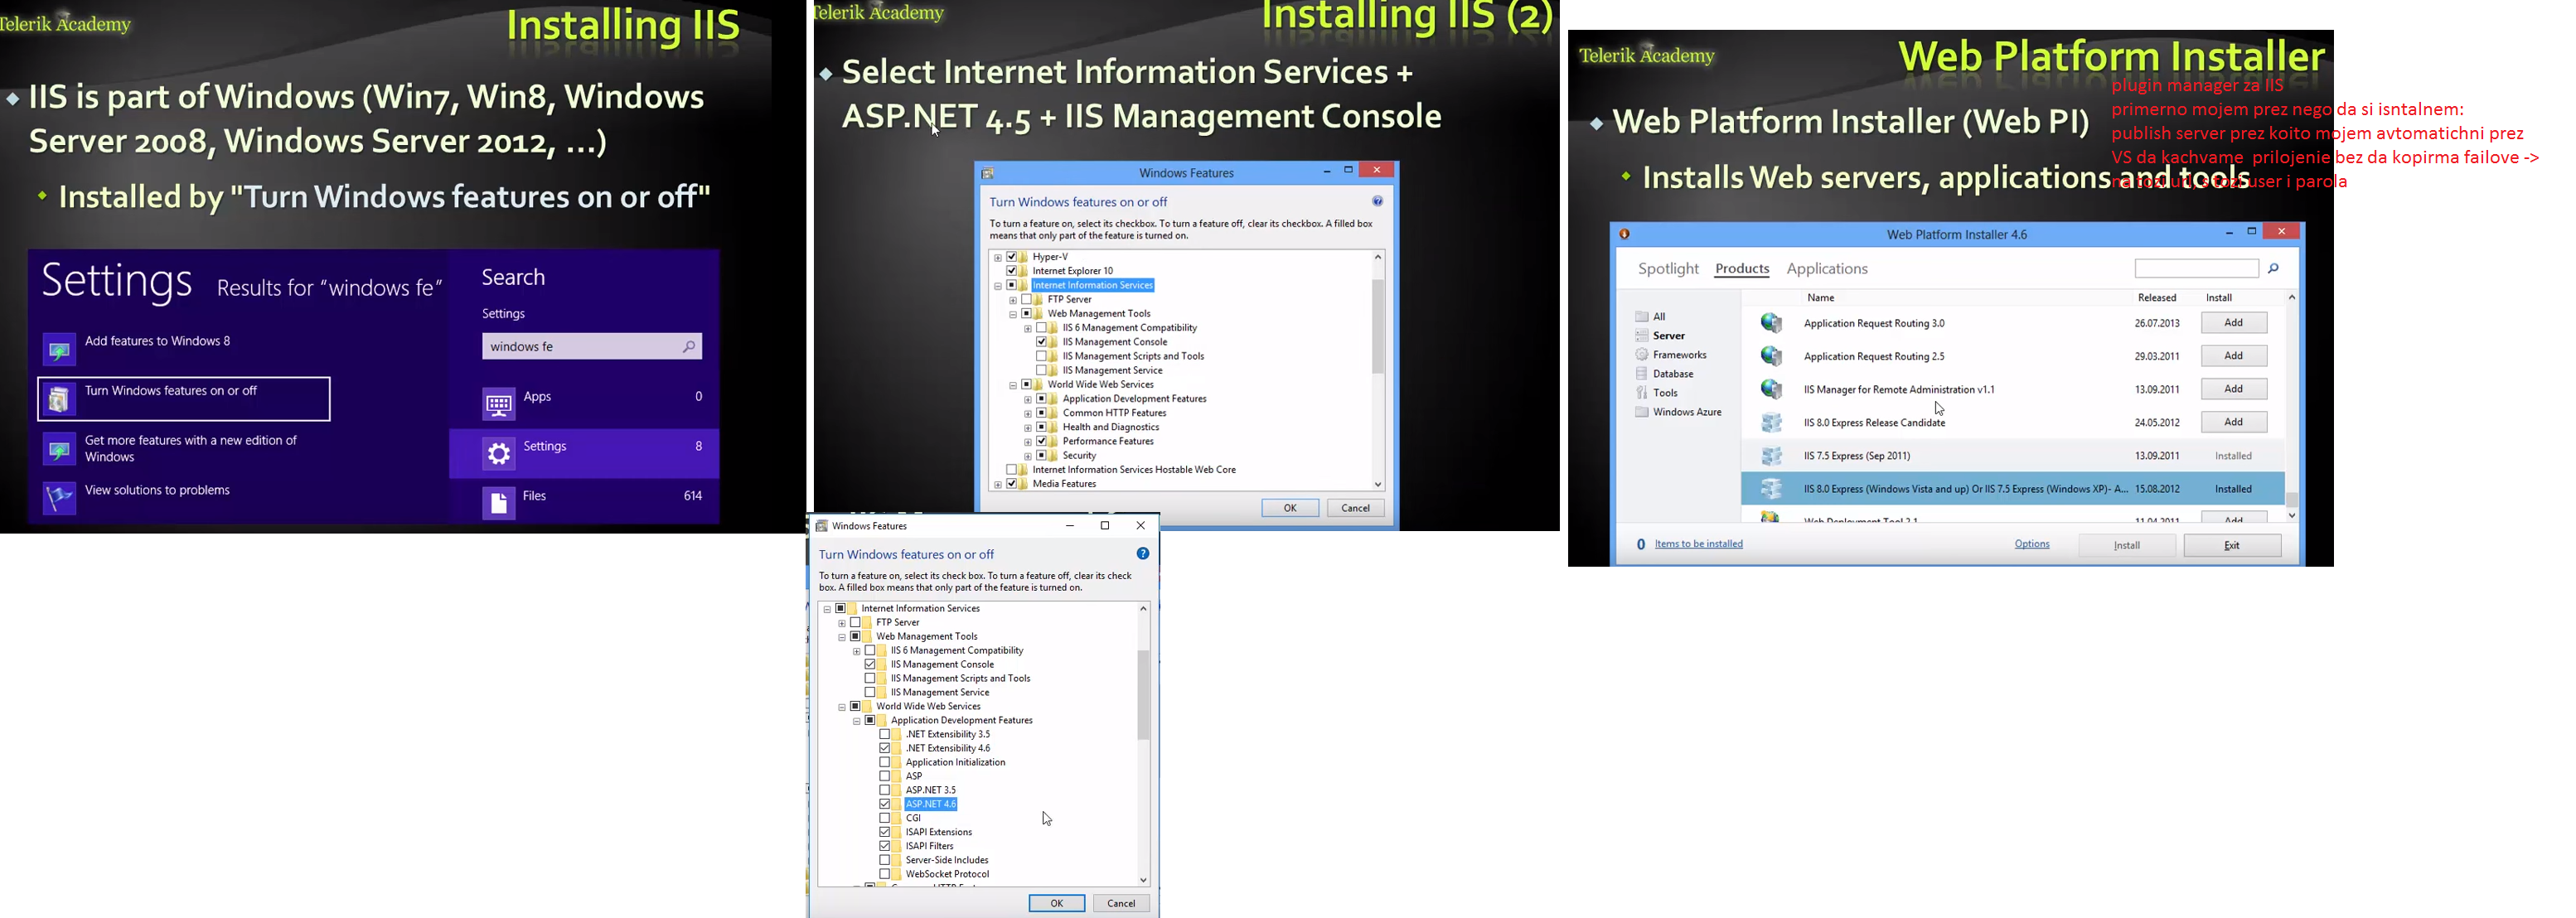 Telerik Academy
Installing IIS
IIS is part of Windows (Win7, Win8, Windows
Server 2008, Windows Server 2012, …)
Installed by "Turn Windows features on or off"
Settings Results for “windows fe”
Add features to Windows 8
Turn Windows features on or off
Get more features with a new edition of
Windows
View solutions to problems
Search
Settings
windows fe
Apps 0
Settings 8
Files 614
Telerik Academy
Installing IIS (2)
Select Internet Information Services +
ASP.NET 4.5 + IIS Management Console
Windows Features
Turn Windows features on or off
To turn a feature on, select its checkbox. To turn a feature off, clear its checkbox. A filled box
means that only part of the feature is turned on.
Hyper-V
Internet Explorer 10
Internet Information Services
FTP Server
Web Management Tools
IIS 6 Management Compatibility
IIS Management Console
IIS Management Scripts and Tools
IIS Management Service
World Wide Web Services
Application Development Features
Common HTTP Features
Health and Diagnostics
Performance Features
Security
Internet Information Services Hostable Web Core
Media Features
OK Cancel
Windows Features
Turn Windows features on or off
To turn a feature on, select its check box. To turn a feature off, clear its check
box. A filled box means that only part of the feature is turned on.
Internet Information Services
FTP Server
Web Management Tools
IIS 6 Management Compatibility
IIS Management Console
IIS Management Scripts and Tools
IIS Management Service
World Wide Web Services
Application Development Features
.NET Extensibility 3.5
.NET Extensibility 4.6
Application Initialization
ASP
ASP.NET 3.5
ASP.NET 4.6
CGI
ISAPI Extensions
ISAPI Filters
Server-Side Includes
WebSocket Protocol
OK Cancel
Telerik Academy
Web Platform Installer
plugin manager za IIS
primerno mojem prez nego da si isntalnem:
publish server prez koito mojem avtomatichni prez
VS da kachvame prilojenie bez da kopirma failove ->
na tozi url, s tozi user i parola
Web Platform Installer (Web PI)
Installs Web servers, applications and tools
Web Platform Installer 4.6
Spotlight Products Applications
All
Server
Frameworks
Database
Tools
Windows Azure
Name Released Install
Application Request Routing 3.0 26.07.2013 Add
Application Request Routing 2.5 29.03.2011 Add
IIS Manager for Remote Administration v1.1 13.09.2011 Add
IIS 8.0 Express Release Candidate 24.05.2012 Add
IIS 7.5 Express (Sep 2011) 13.09.2011 Installed
IIS 8.0 Express (Windows Vista and up) Or IIS 7.5 Express (Windows XP)- A... 15.08.2012 Installed
Web Deployment Tool 2.1 11.04.2011 Add
0 Items to be installed Options Install Exit